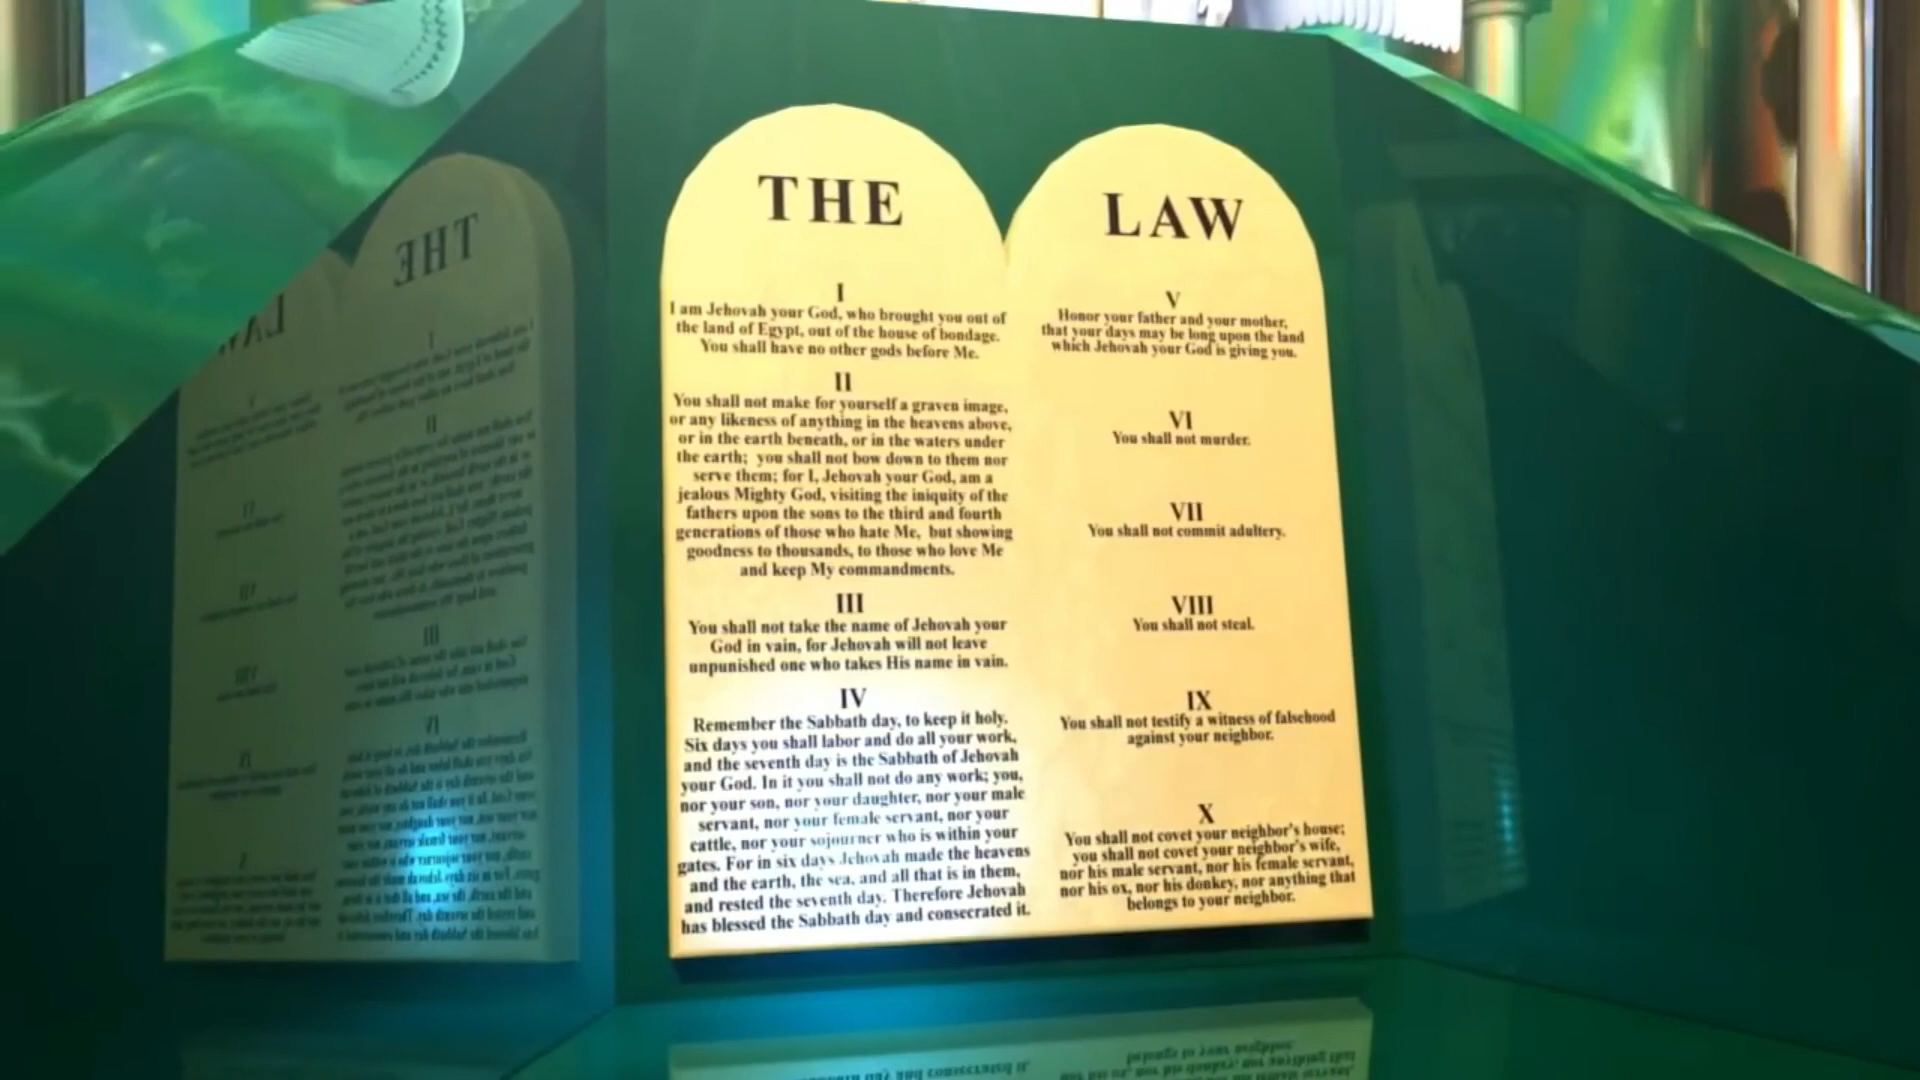 THE
I
I am Jehovah your God, who brought you out of
the land of Egypt, out of the house of bondage.
You shall have no other gods before Me.
II
You shall not make for yourself a graven image,
or any likeness of anything in the heavens above,
or in the earth beneath, or in the waters under
the earth; you shall not bow down to them nor
serve them; for I, Jehovah your God, am a
jealous Mighty God, visiting the iniquity of the
fathers upon the sons to the third and fourth
generations of those who hate Me, but showing
goodness to thousands, to those who love Me
and keep My commandments.
III
You shall not take the name of Jehovah your
God in vain, for Jehovah will not leave
unpunished one who takes His name in vain.
IV
Remember the Sabbath day, to keep it holy.
Six days you shall labor and do all your work,
and the seventh day is the Sabbath of Jehovah
your God. In it you shall not do any work; you,
nor your son, nor your daughter, nor your male
servant, nor your female servant, nor your
cattle, nor your sojourner who is within your
gates. For in six days Jehovah made the heavens
and the earth, the sea, and all that is in them,
and rested the seventh day. Therefore Jehovah
has blessed the Sabbath day and consecrated it.
LAW
V
Honor your father and your mother,
that your days may be long upon the land
which Jehovah your God is giving you.
VI
You shall not murder.
VII
You shall not commit adultery.
VIII
You shall not steal.
IX
You shall not testify a witness of falsehood
against your neighbor.
X
You shall not covet your neighbor's house;
you shall not covet your neighbor's wife,
nor his male servant, nor his female servant,
nor his ox, nor his donkey, nor anything that
belongs to your neighbor.